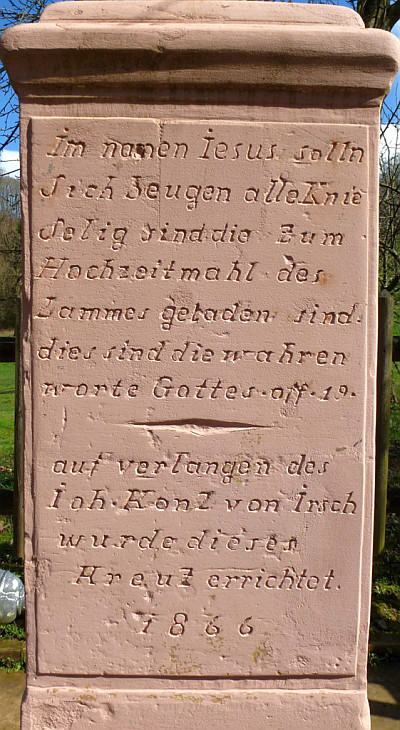 Im namen Iesus solln
Sich beugen alle Knie
Selig sind die zum
Hochzeitmahl des
Lammes geladen sind.
dies sind die wahren
worte Gottes. off. 19.
auf verlangen des
Ioh. Konz von Irsch
wurde dieses
Kreuz errichtet.
1866